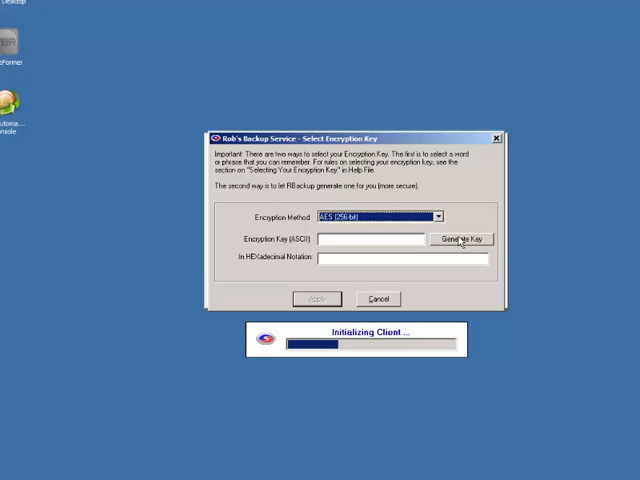 Desktop
Rob's Backup Service - Select Encryption Key
Important: There are two ways to select your Encryption Key. The first is to select a word
or phrase that you can remember. For rules on selecting your encryption key, see the
section on "Selecting Your Encryption Key" in Help File.
The second way is to let RBackup generate one for you (more secure).
Encryption Method:
AES (256-bit)
Encryption Key (ASCII):
Generate Key
In HEXadecimal Notation:
Apply
Cancel
Initializing Client ...